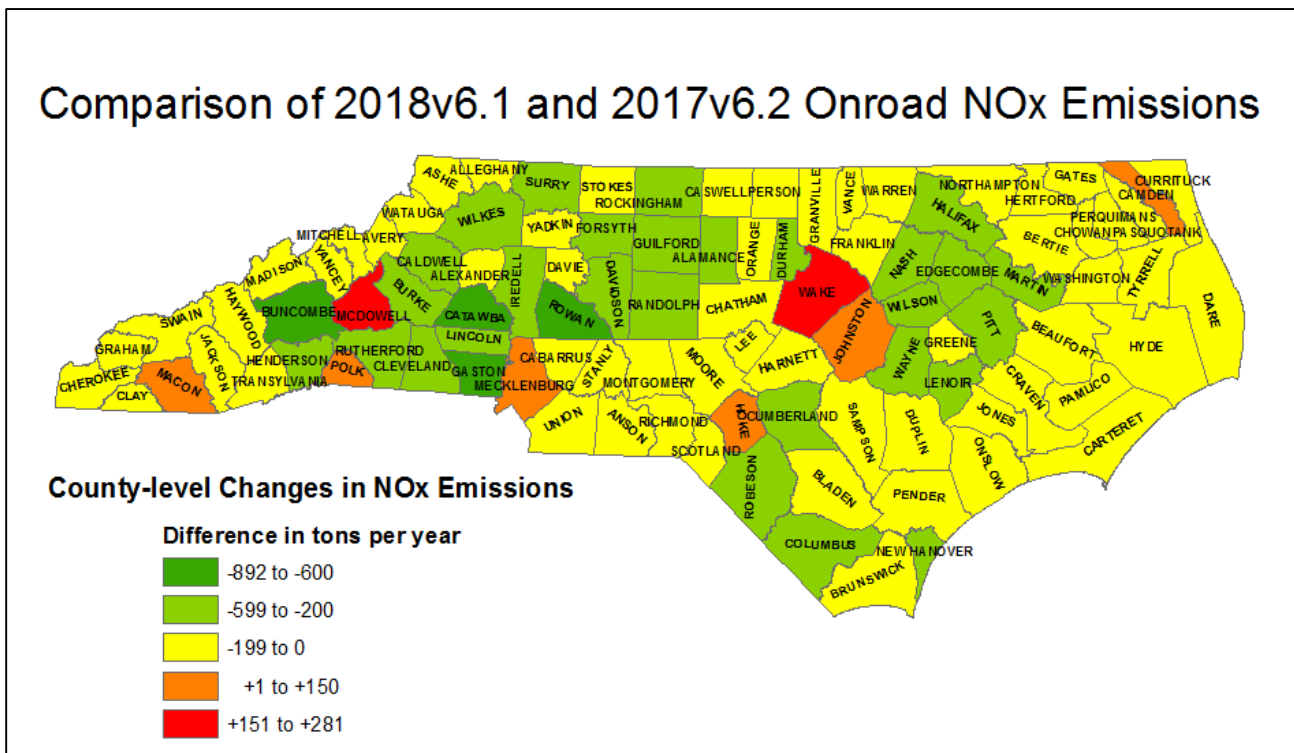 Comparison of 2018v6.1 and 2017v6.2 Onroad NOx Emissions
ALLEGHANY
ASHE
SURRY
STOKES
ROCKINGHAM
CASWELL
PERSON
GRANVILLE
VANCE
WARREN
NORTHAMPTON
HERTFORD
GATES
CURRITUCK
CAMDEN
PERQUIMANS
CHOWAN
PASQUOTANK
WATAUGA
WILKES
YADKIN
FORSYTH
GUILFORD
ALAMANCE
ORANGE
DURHAM
FRANKLIN
HALIFAX
BERTIE
MITCHELL
AVERY
YANCEY
MADISON
CALDWELL
ALEXANDER
IREDELL
DAVIE
DAVIDSON
RANDOLPH
CHATHAM
WAKE
NASH
EDGECOMBE
MARTIN
WASHINGTON
TYRRELL
DARE
HAYWOOD
BUNCOMBE
MCDOWELL
BURKE
CATAWBA
ROWAN
WILSON
PITT
BEAUFORT
HYDE
SWAIN
GRAHAM
JACKSON
HENDERSON
RUTHERFORD
LINCOLN
CABARRUS
STANLY
MONTGOMERY
MOORE
LEE
HARNETT
JOHNSTON
WAYNE
GREENE
LENOIR
CRAVEN
PAMLICO
CHEROKEE
CLAY
MACON
TRANSYLVANIA
POLK
CLEVELAND
GASTON
MECKLENBURG
UNION
ANSON
RICHMOND
SCOTLAND
HOKE
CUMBERLAND
SAMPSON
DUPLIN
JONES
ONSLOW
CARTERET
ROBESON
BLADEN
PENDER
COLUMBUS
NEW HANOVER
BRUNSWICK
County-level Changes in NOx Emissions
Difference in tons per year
-892 to -600
-599 to -200
-199 to 0
+1 to +150
+151 to +281